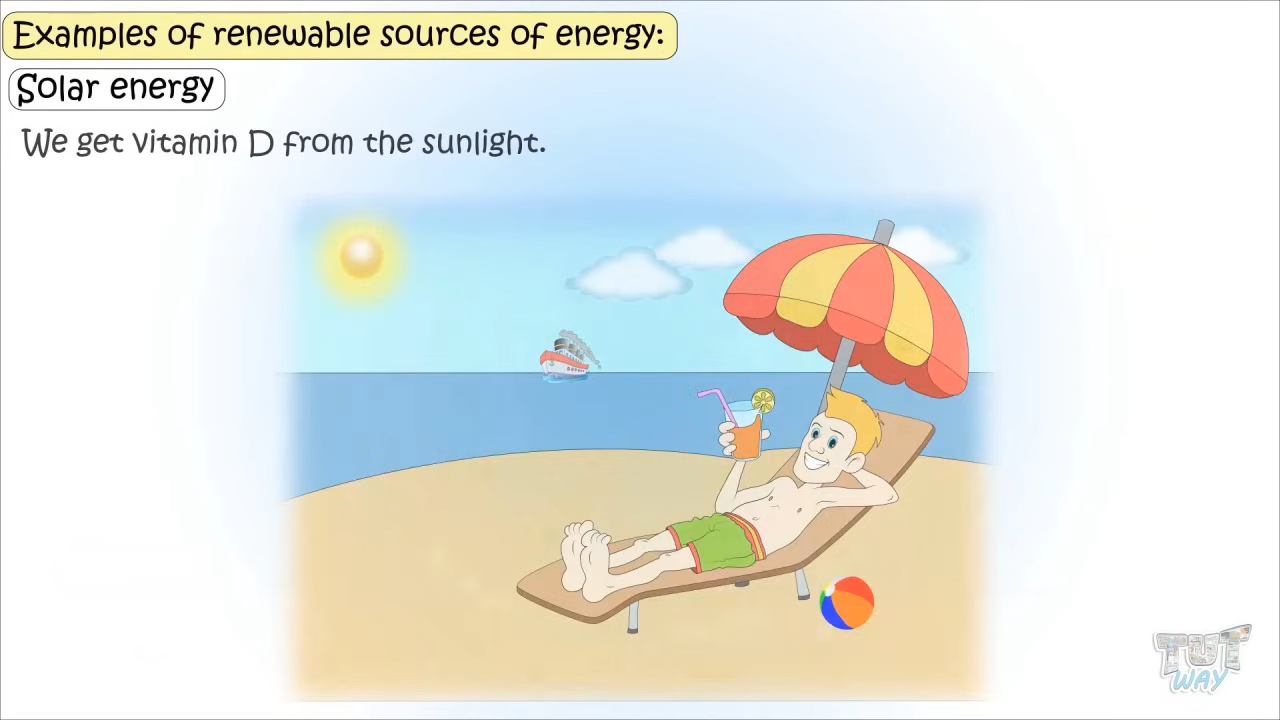 Examples of renewable sources of energy:
Solar energy
We get vitamin D from the sunlight.
TUT
WAY